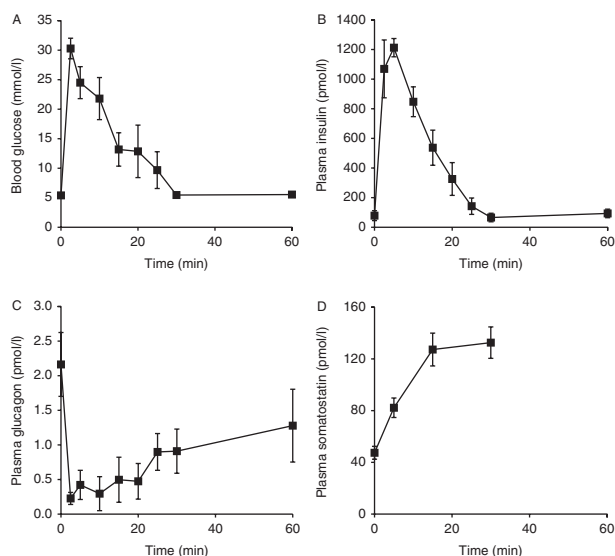 A
Blood glucose (mmol/l)
35
30
25
20
15
10
5
0
0 20 40 60
Time (min)
B
Plasma insulin (pmol/l)
1400
1200
1000
800
600
400
200
0
0 20 40 60
Time (min)
C
Plasma glucagon (pmol/l)
3.0
2.5
2.0
1.5
1.0
0.5
0.0
0 20 40 60
Time (min)
D
Plasma somatostatin (pmol/l)
160
120
80
40
0
0 20 40 60
Time (min)